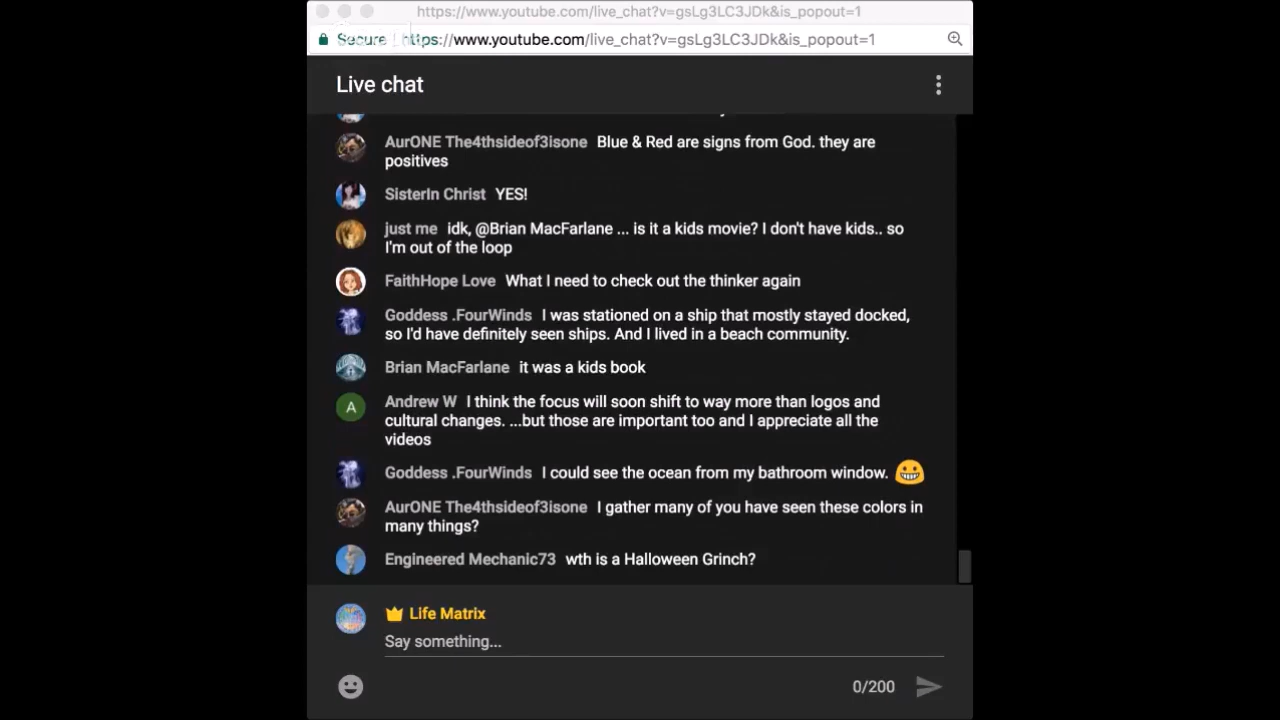 https://www.youtube.com/live_chat?v=gsLg3LC3JDk&is_popout=1
Secure https://www.youtube.com/live_chat?v=gsLg3LC3JDk&is_popout=1
Live chat
AurONE The4thsideof3isone Blue & Red are signs from God. they are
positives
SisterIn Christ YES!
just me idk, @Brian MacFarlane ... is it a kids movie? I don't have kids.. so
I'm out of the loop
FaithHope Love What I need to check out the thinker again
Goddess .FourWinds I was stationed on a ship that mostly stayed docked,
so I'd have definitely seen ships. And I lived in a beach community.
Brian MacFarlane it was a kids book
A Andrew W I think the focus will soon shift to way more than logos and
cultural changes. ...but those are important too and I appreciate all the
videos
Goddess .FourWinds I could see the ocean from my bathroom window. 😀
AurONE The4thsideof3isone I gather many of you have seen these colors in
many things?
Engineered Mechanic73 wth is a Halloween Grinch?
Life Matrix
Say something...
0/200